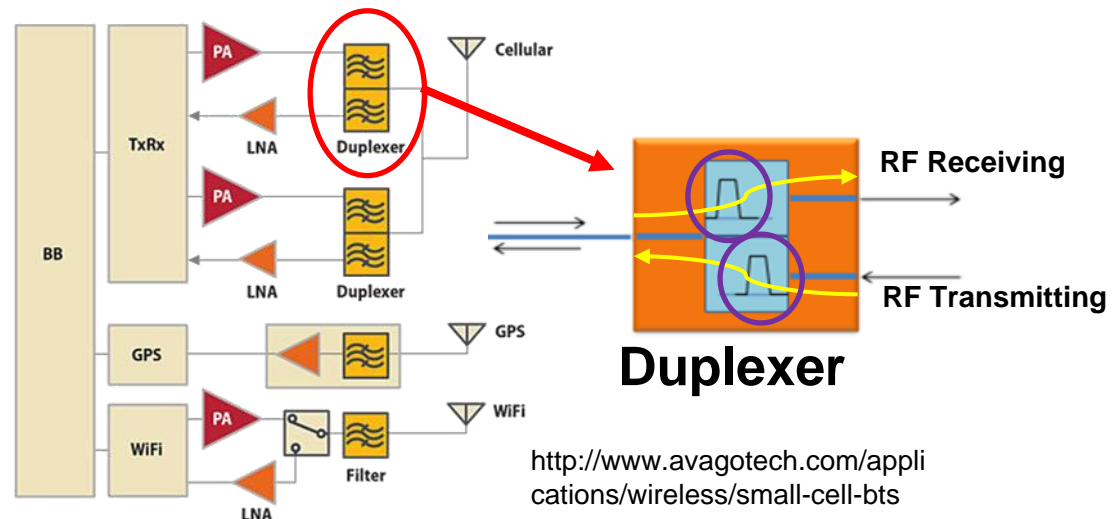 PA
Cellular
LNA
Duplexer
TxRx
PA
BB
LNA
Duplexer
GPS
GPS
WiFi
PA
WiFi
Filter
LNA
RF Receiving
RF Transmitting
Duplexer
http://www.avagotech.com/appli
cations/wireless/small-cell-bts